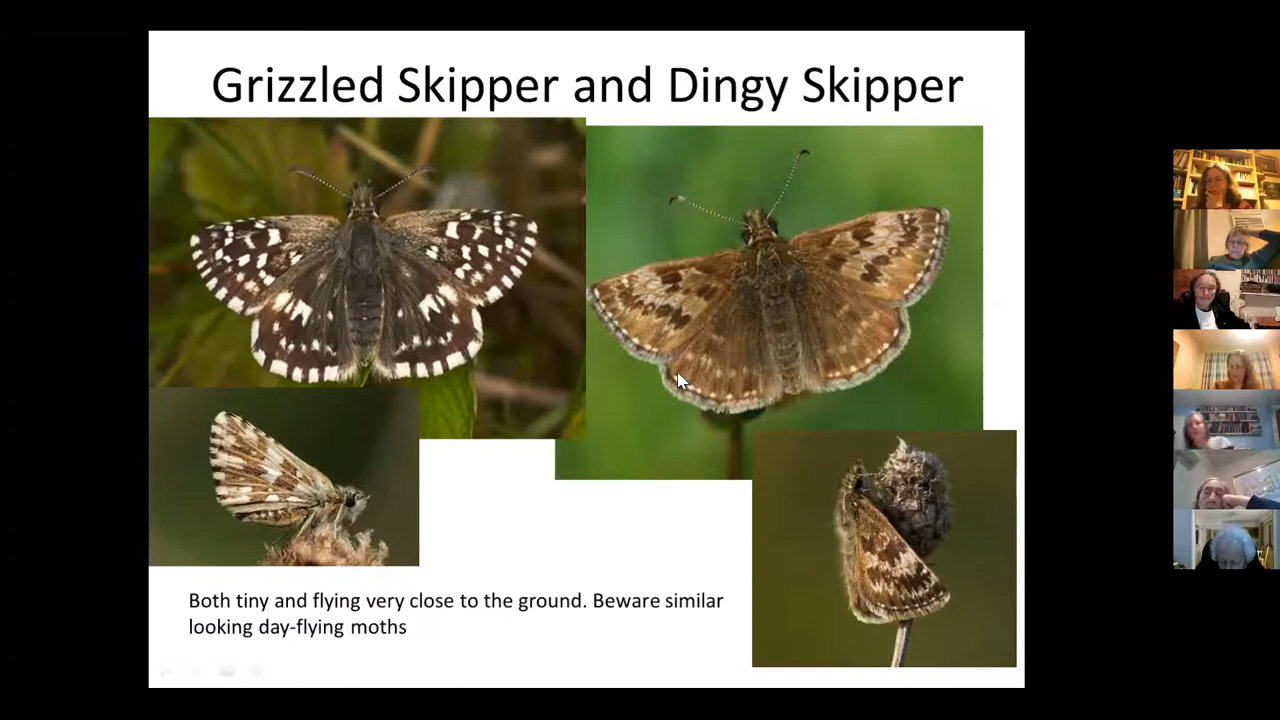 Grizzled Skipper and Dingy Skipper
Both tiny and flying very close to the ground. Beware similar
looking day-flying moths